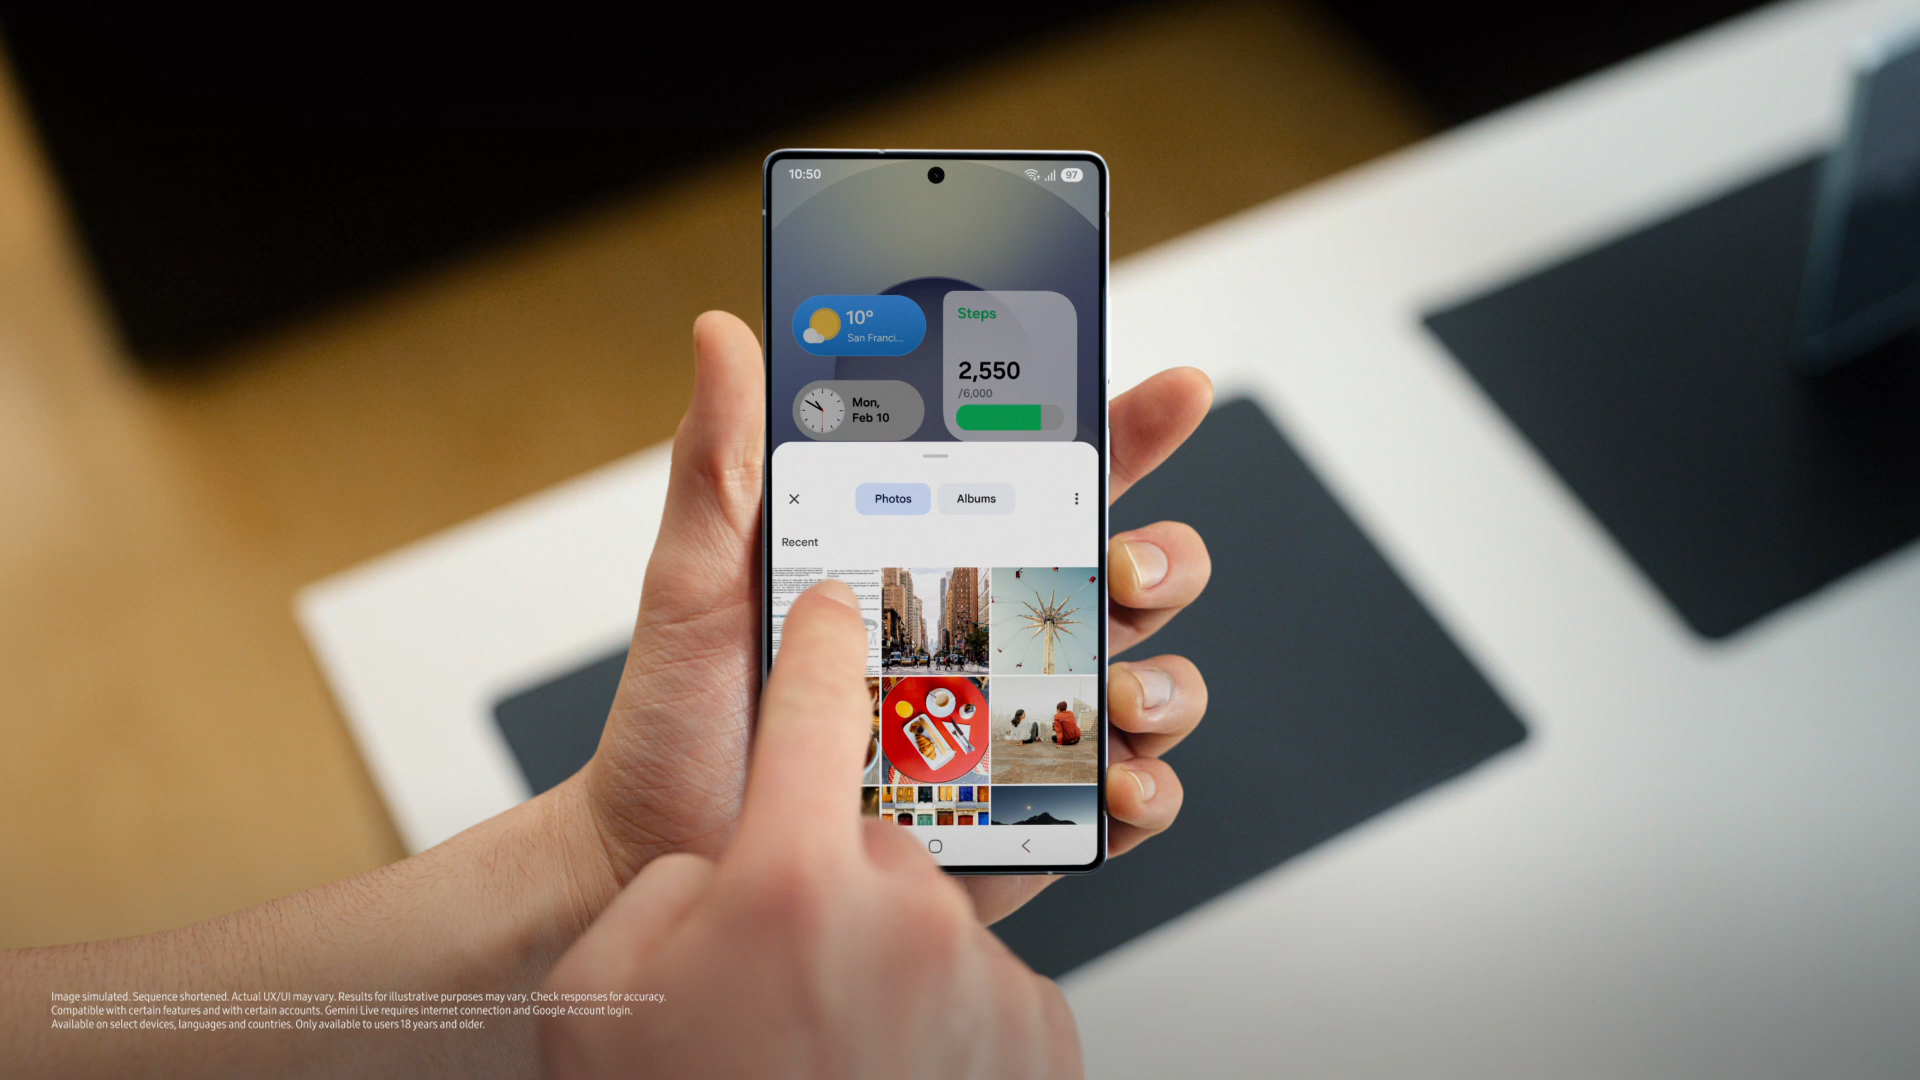 10:50
97
10°
San Franci...
Steps
2,550
/6,000
Mon,
Feb 10
Photos
Albums
Recent
Image simulated. Sequence shortened. Actual UX/UI may vary. Results for illustrative purposes may vary. Check responses for accuracy.
Compatible with certain features and with certain accounts. Gemini Live requires internet connection and Google Account login.
Available on select devices, languages and countries. Only available to users 18 years and older.